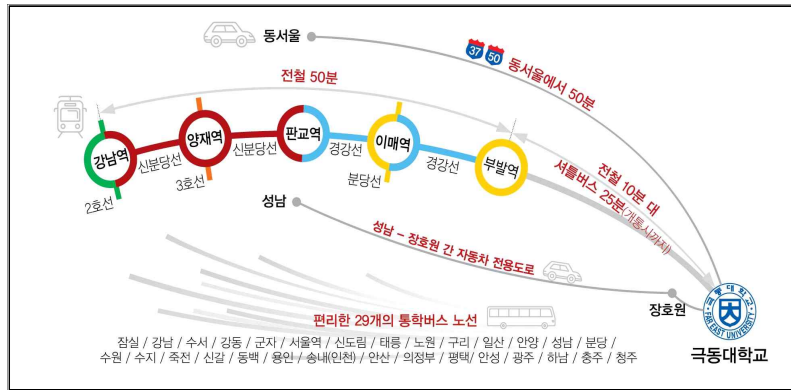 동서울
37 50 동서울에서 50분
전철 50분
강남역
신분당선
양재역
신분당선
판교역
경강선
이매역
경강선
부발역
2호선
3호선
분당선
전철 10분 대
셔틀버스 25분(개통시까지)
성남
성남 – 장호원 간 자동차 전용도로
장호원
극동대학교
FAR EAST UNIVERSITY
극동대학교
편리한 29개의 통학버스 노선
잠실 / 강남 / 수서 / 강동 / 군자 / 서울역 / 신도림 / 태릉 / 노원 / 구리 / 일산 / 안양 / 성남 / 분당 /
수원 / 수지 / 죽전 / 신갈 / 동백 / 용인 / 송내(인천) / 안산 / 의정부 / 평택/ 안성 / 광주 / 하남 / 충주 / 청주